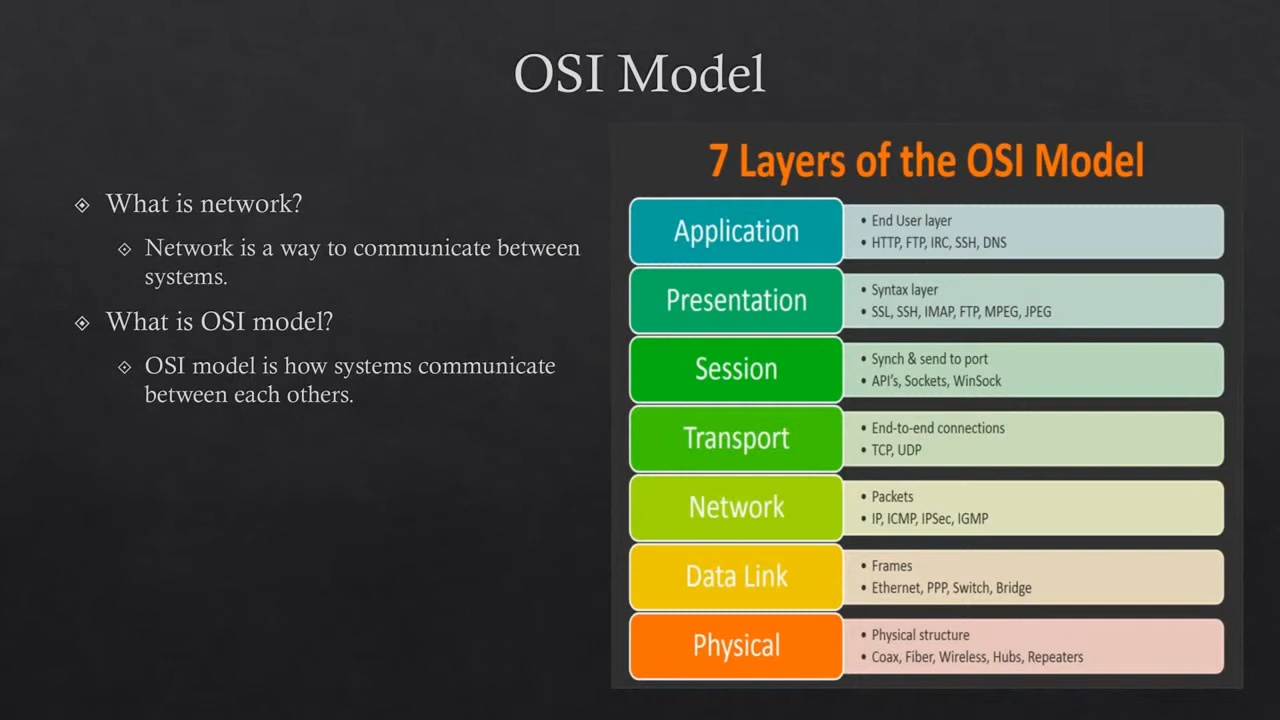 OSI Model
What is network?
Network is a way to communicate between
systems.
What is OSI model?
OSI model is how systems communicate
between each others.
7 Layers of the OSI Model
Application
• End User layer
• HTTP, FTP, IRC, SSH, DNS
Presentation
• Syntax layer
• SSL, SSH, IMAP, FTP, MPEG, JPEG
Session
• Synch & send to port
• API's, Sockets, WinSock
Transport
• End-to-end connections
• TCP, UDP
Network
• Packets
• IP, ICMP, IPSec, IGMP
Data Link
• Frames
• Ethernet, PPP, Switch, Bridge
Physical
• Physical structure
• Coax, Fiber, Wireless, Hubs, Repeaters